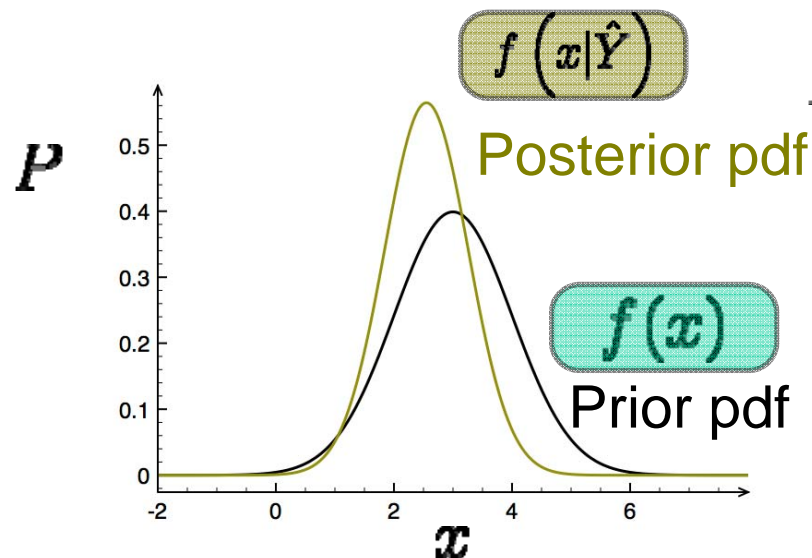 f(x|Ŷ)
Posterior pdf
P
0.5
0.4
0.3
0.2
0.1
0
f(x)
Prior pdf
-2 0 2 4 6
x